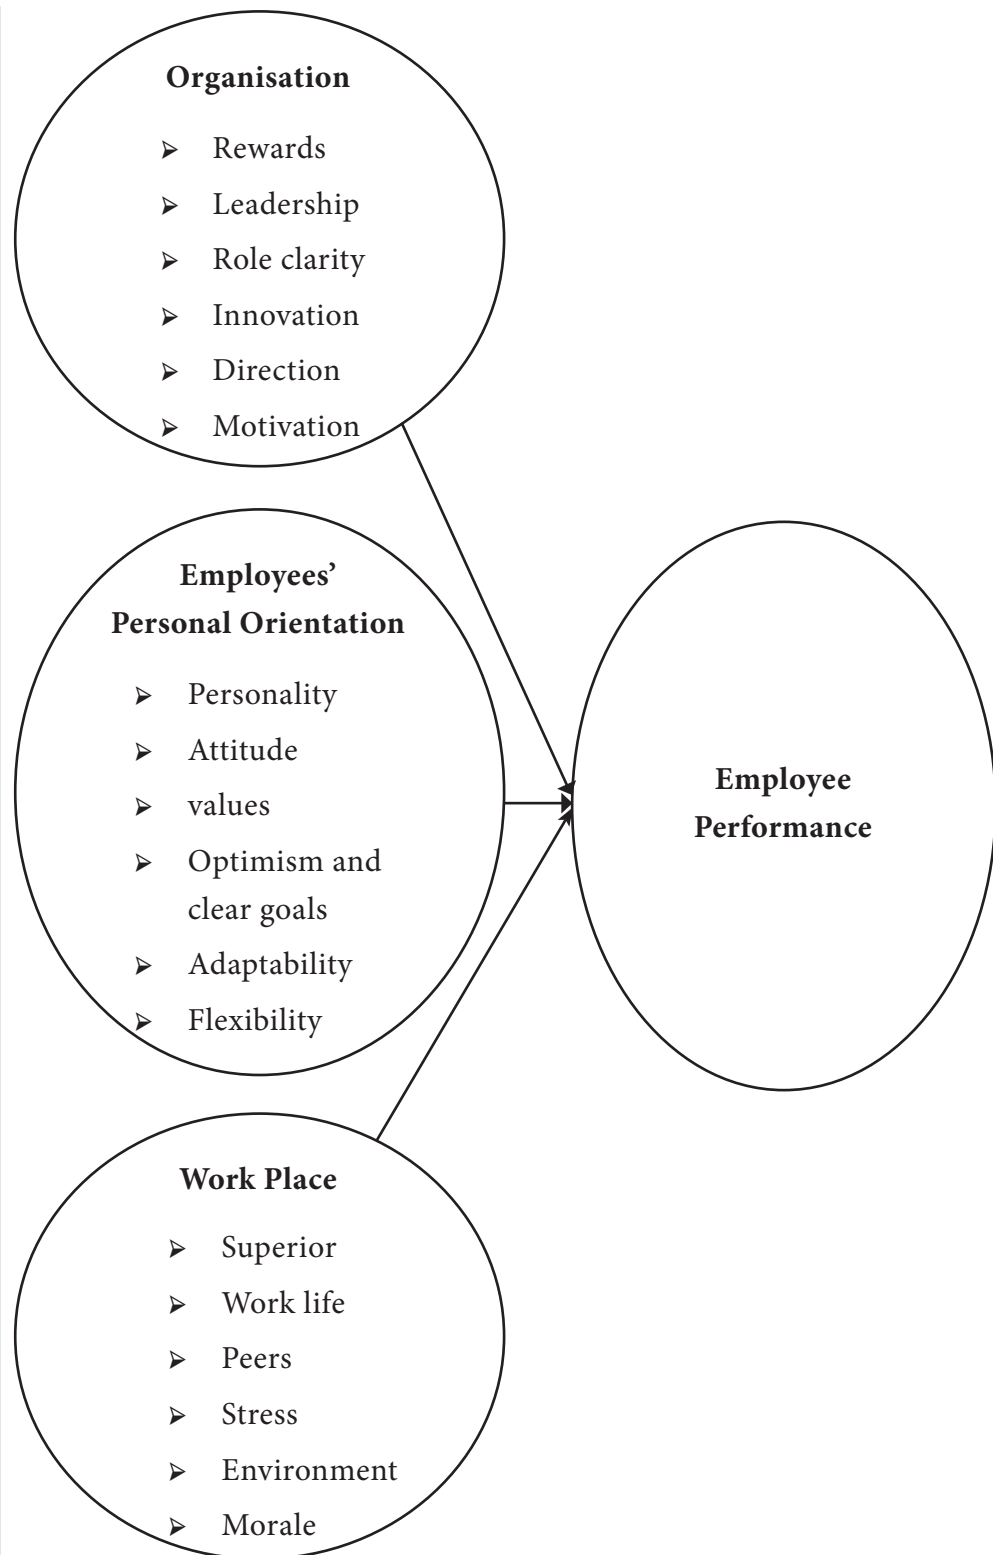 Organisation
➢ Rewards
➢ Leadership
➢ Role clarity
➢ Innovation
➢ Direction
➢ Motivation
Employees’
Personal Orientation
➢ Personality
➢ Attitude
➢ values
➢ Optimism and
clear goals
➢ Adaptability
➢ Flexibility
Work Place
➢ Superior
➢ Work life
➢ Peers
➢ Stress
➢ Environment
➢ Morale
Employee
Performance